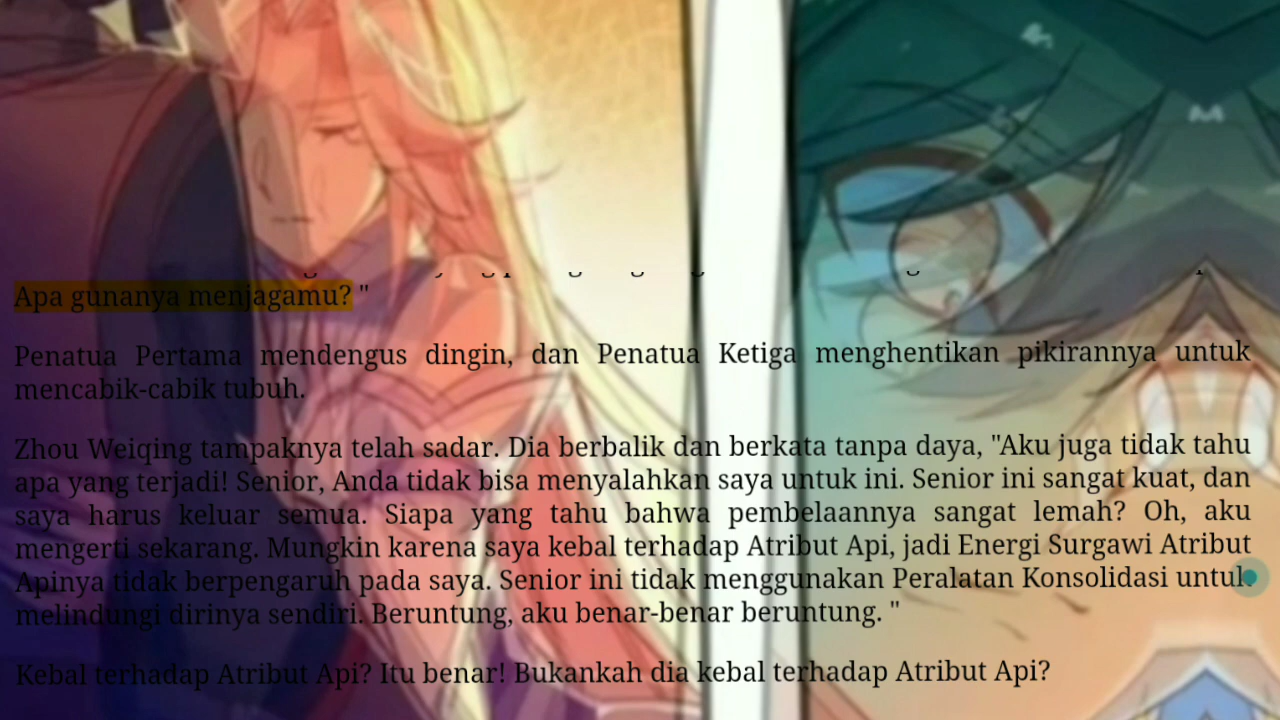 Apa gunanya menjagamu? "
Penatua Pertama mendengus dingin, dan Penatua Ketiga menghentikan pikirannya untuk
mencabik-cabik tubuh.
Zhou Weiqing tampaknya telah sadar. Dia berbalik dan berkata tanpa daya, "Aku juga tidak tahu
apa yang terjadi! Senior, Anda tidak bisa menyalahkan saya untuk ini. Senior ini sangat kuat, dan
saya harus keluar semua. Siapa yang tahu bahwa pembelaannya sangat lemah? Oh, aku
mengerti sekarang. Mungkin karena saya kebal terhadap Atribut Api, jadi Energi Surgawi Atribut
Apinya tidak berpengaruh pada saya. Senior ini tidak menggunakan Peralatan Konsolidasi untuk
melindungi dirinya sendiri. Beruntung, aku benar-benar beruntung. "
Kebal terhadap Atribut Api? Itu benar! Bukankah dia kebal terhadap Atribut Api?